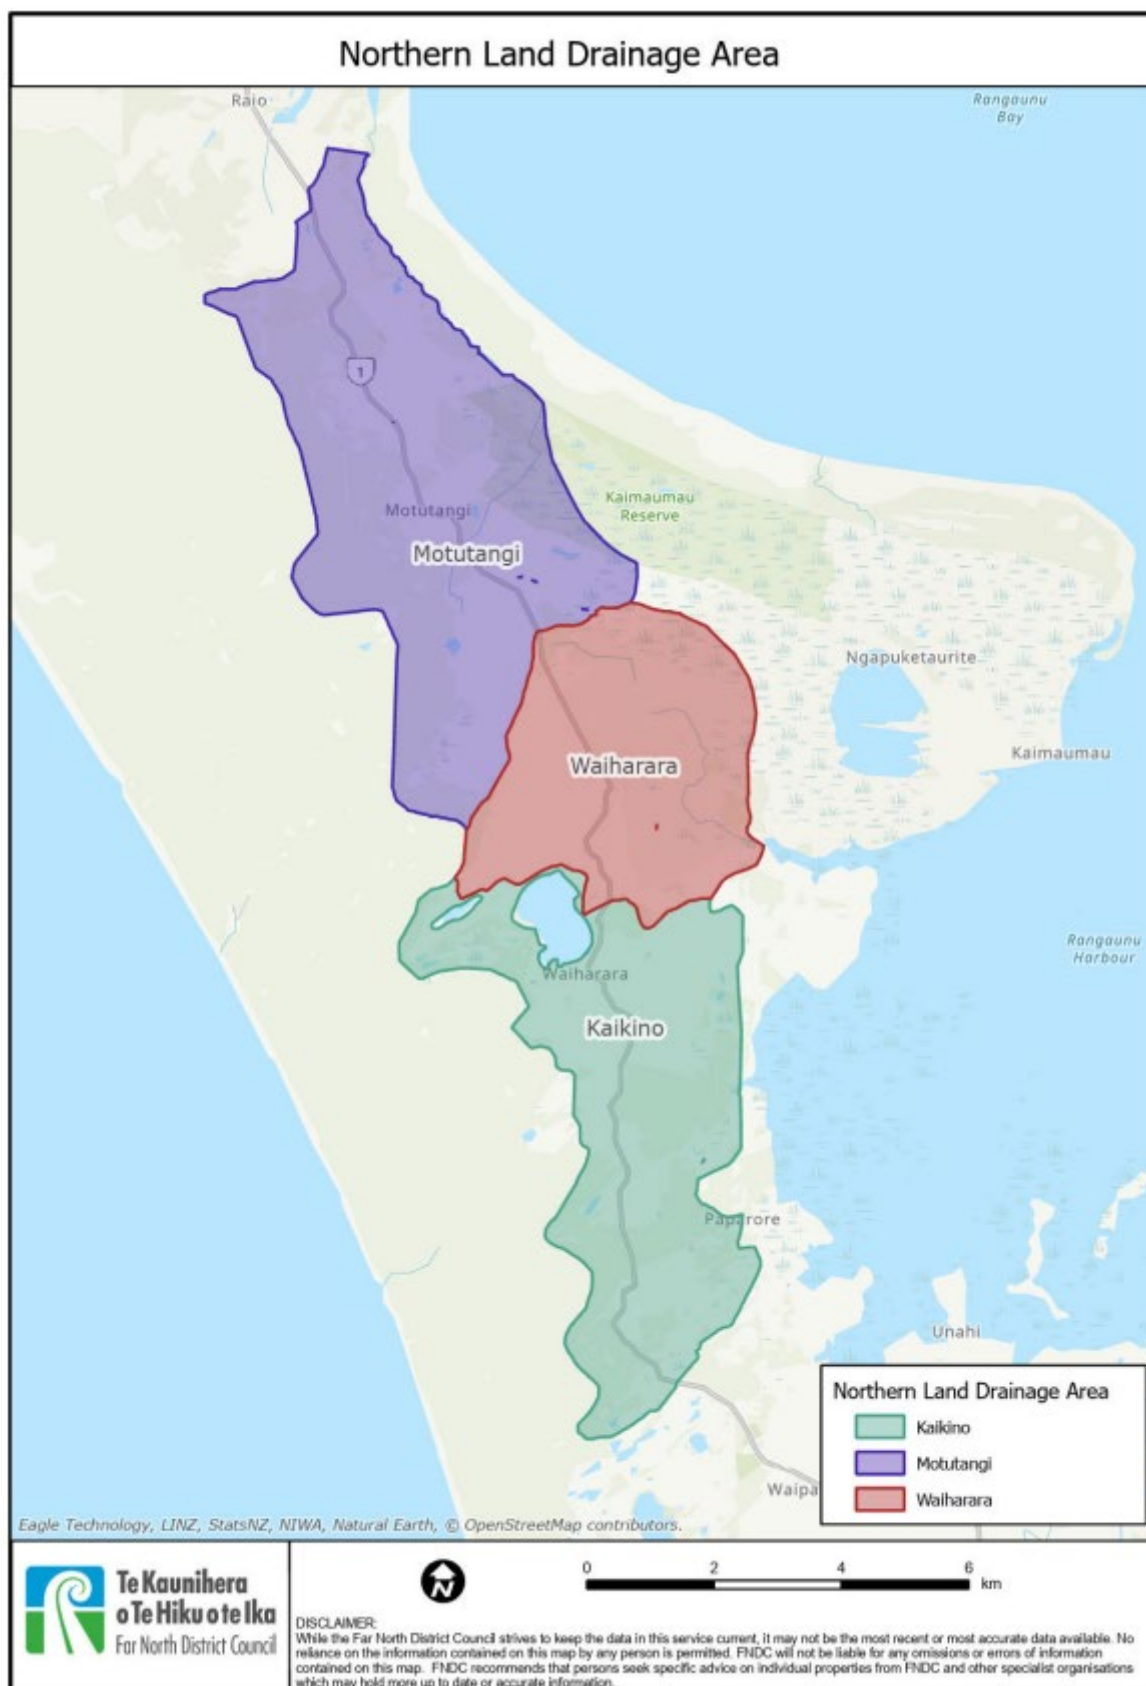 Northern Land Drainage Area
Raio
Rangaunu
Bay
1
Kaimaumau
Reserve
Motutangi
Motutangi
Ngapuketaurite
Kaimaumau
Waiharara
Rangaunu
Harbour
Waiharara
Kaikino
Paparore
Unahi
Northern Land Drainage Area
Kaikino
Motutangi
Waiharara
Waipa
Eagle Technology, LINZ, StatsNZ, NIWA, Natural Earth, © OpenStreetMap contributors.
Te Kaunihera
o Te Hiku o te Ika
Far North District Council
N
0 2 4 6
km
DISCLAIMER:
While the Far North District Council strives to keep the data in this service current, it may not be the most recent or most accurate data available. No
reliance on the information contained on this map by any person is permitted. FNDC will not be liable for any omissions or errors of information
contained on this map. FNDC recommends that persons seek specific advice on individual properties from FNDC and other specialist organisations
which may hold more up to date or accurate information.